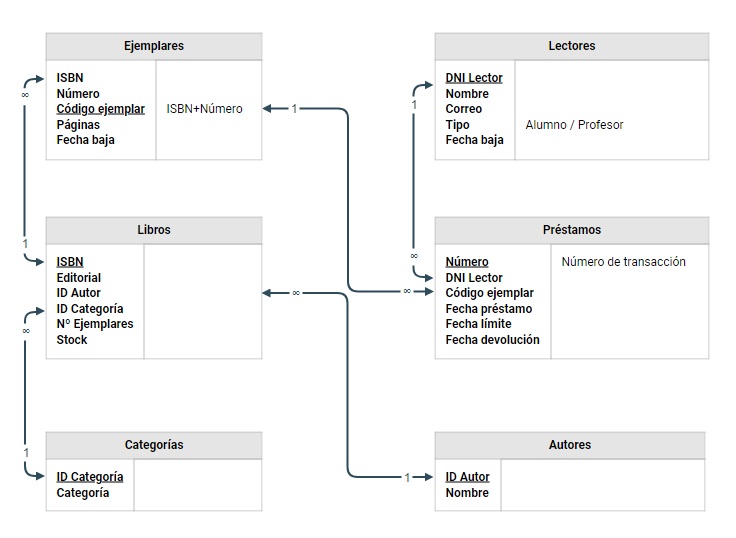 Ejemplares
ISBN
Número
Código ejemplar
Páginas
Fecha baja
ISBN+Número
Lectores
DNI Lector
Nombre
Correo
Tipo
Fecha baja
Alumno / Profesor
∞
1
1
∞
1
∞
Libros
ISBN
Editorial
ID Autor
ID Categoría
Nº Ejemplares
Stock
Préstamos
Número
DNI Lector
Código ejemplar
Fecha préstamo
Fecha límite
Fecha devolución
Número de transacción
∞
1
∞
1
Categorías
ID Categoría
Categoría
Autores
ID Autor
Nombre